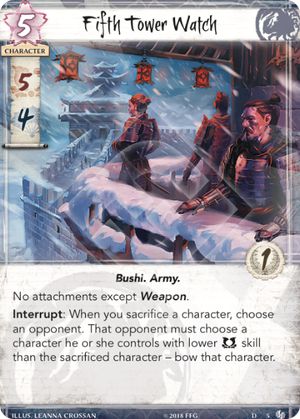 5
Fifth Tower Watch
CHARACTER
5
4
Bushi. Army.
1
No attachments except Weapon.
Interrupt: When you sacrifice a character, choose
an opponent. That opponent must choose a
character he or she controls with lower skill
than the sacrificed character – bow that character.
ILLUS. LEANNA CROSSAN ©2018 FFG D 5